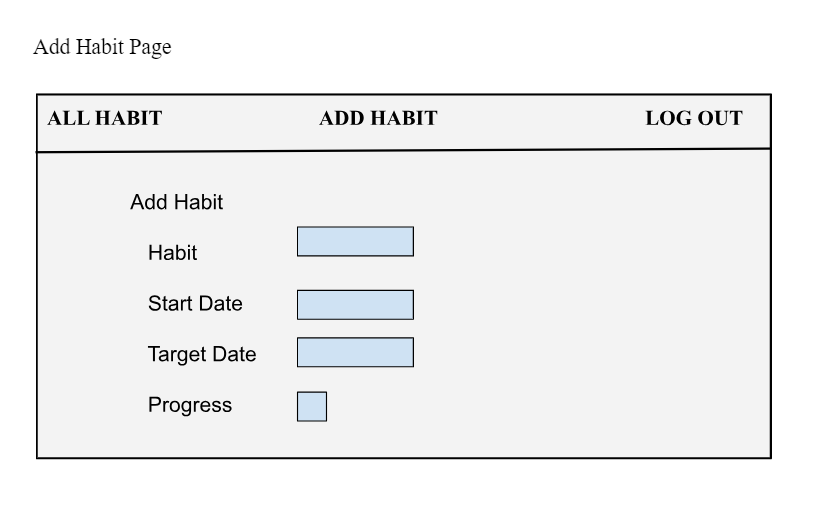 Add Habit Page
ALL HABIT ADD HABIT LOG OUT
Add Habit
Habit
Start Date
Target Date
Progress